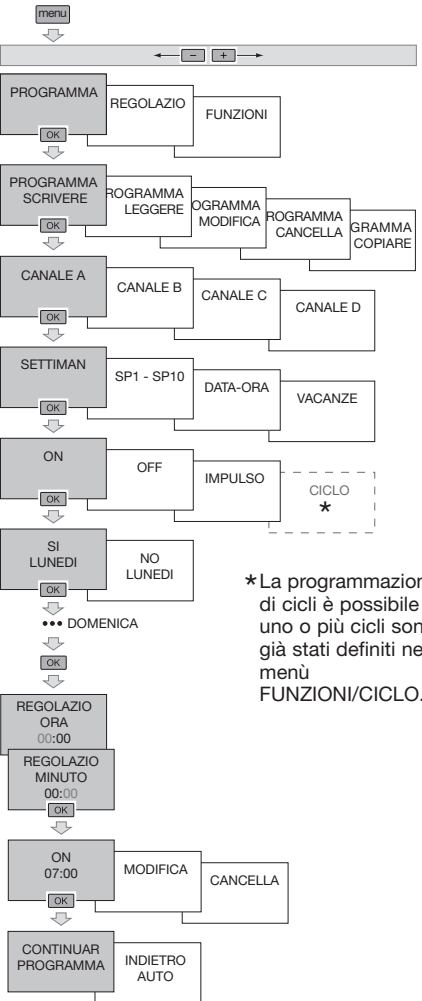 menu
− +
PROGRAMMA
REGOLAZIO
FUNZIONI
OK
PROGRAMMA
SCRIVERE
ROGRAMMA
LEGGERE
OGRAMMA
MODIFICA
ROGRAMMA
CANCELLA
GRAMMA
COPIARE
OK
CANALE A
CANALE B
CANALE C
CANALE D
OK
SETTIMAN
SP1 - SP10
DATA-ORA
VACANZE
OK
ON
OFF
IMPULSO
CICLO
*
OK
SI
LUNEDI
NO
LUNEDI
OK
••• DOMENICA
OK
*La programmazion
di cicli è possibile
uno o più cicli son
già stati definiti ne
menù
FUNZIONI/CICLO.
REGOLAZIO
ORA
00:00
REGOLAZIO
MINUTO
00:00
OK
ON
07:00
MODIFICA
CANCELLA
OK
CONTINUAR
PROGRAMMA
INDIETRO
AUTO